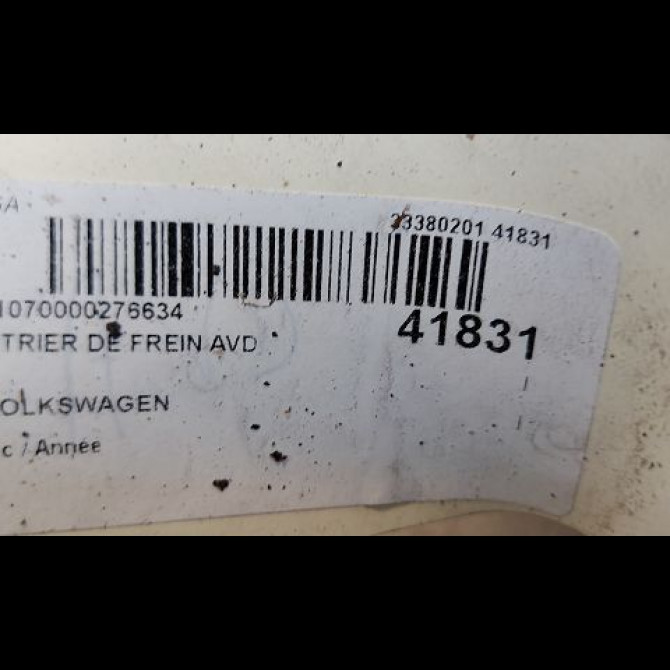 33380201 41831
1070000276634
41831
TRIER DE FREIN AVD
OLKSWAGEN
c / Année